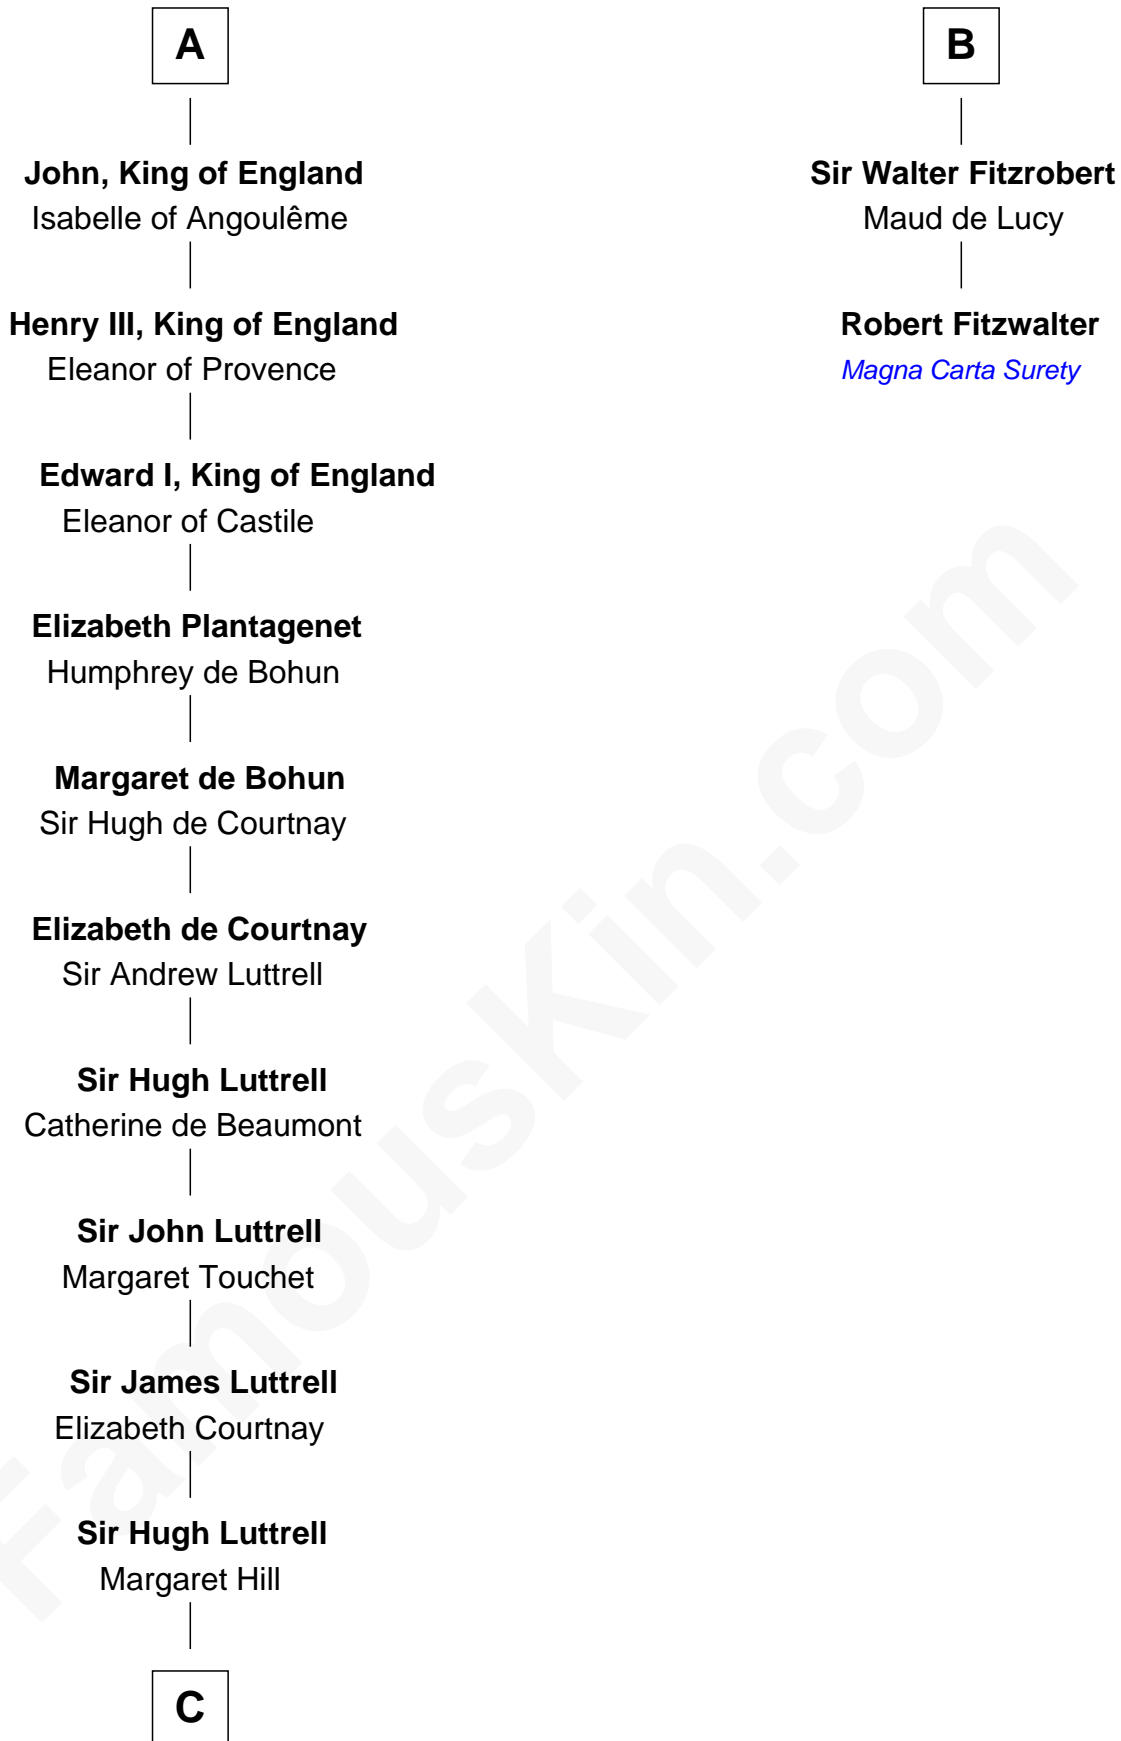 A
John, King of England
Isabelle of Angoulême
Henry III, King of England
Eleanor of Provence
Edward I, King of England
Eleanor of Castile
Elizabeth Plantagenet
Humphrey de Bohun
Margaret de Bohun
Sir Hugh de Courtnay
Elizabeth de Courtnay
Sir Andrew Luttrell
Sir Hugh Luttrell
Catherine de Beaumont
Sir John Luttrell
Margaret Touchet
Sir James Luttrell
Elizabeth Courtnay
Sir Hugh Luttrell
Margaret Hill
C
B
Sir Walter Fitzrobert
Maud de Lucy
Robert Fitzwalter
Magna Carta Surety
FamousKin.com